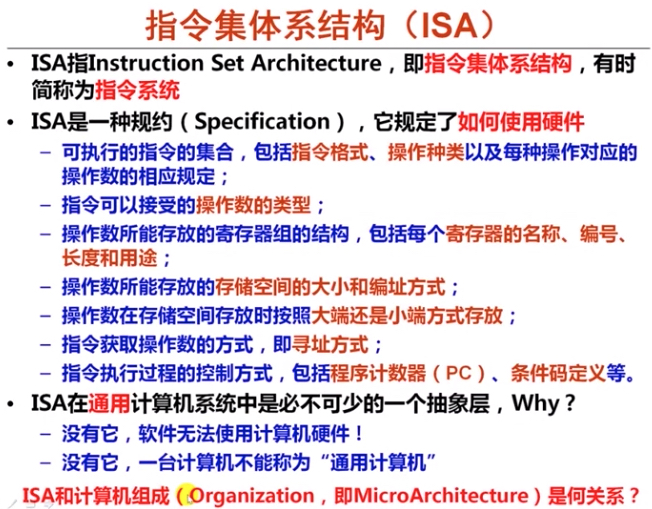 指令集体系结构（ISA）
• ISA指Instruction Set Architecture，即指令集体系结构，有时
简称为指令系统
• ISA是一种规约（Specification），它规定了如何使用硬件
– 可执行的指令的集合，包括指令格式、操作种类以及每种操作对应的
操作数的相应规定；
– 指令可以接受的操作数的类型；
– 操作数所能存放的寄存器组的结构，包括每个寄存器的名称、编号、
长度和用途；
– 操作数所能存放的存储空间的大小和编址方式；
– 操作数在存储空间存放时按照大端还是小端方式存放；
– 指令获取操作数的方式，即寻址方式；
– 指令执行过程的控制方式，包括程序计数器（PC）、条件码定义等。
• ISA在通用计算机系统中是必不可少的一个抽象层，Why？
– 没有它，软件无法使用计算机硬件！
– 没有它，一台计算机不能称为“通用计算机”
ISA和计算机组成（Organization，即MicroArchitecture）是何关系？